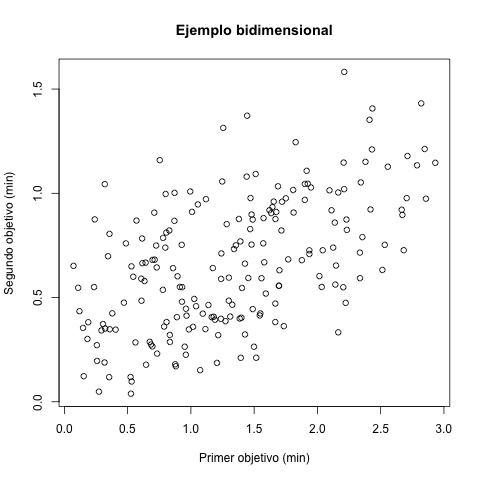 Ejemplo bidimensional
Segundo objetivo (min)
1.5
1.0
0.5
0.0
0.0 0.5 1.0 1.5 2.0 2.5 3.0
Primer objetivo (min)